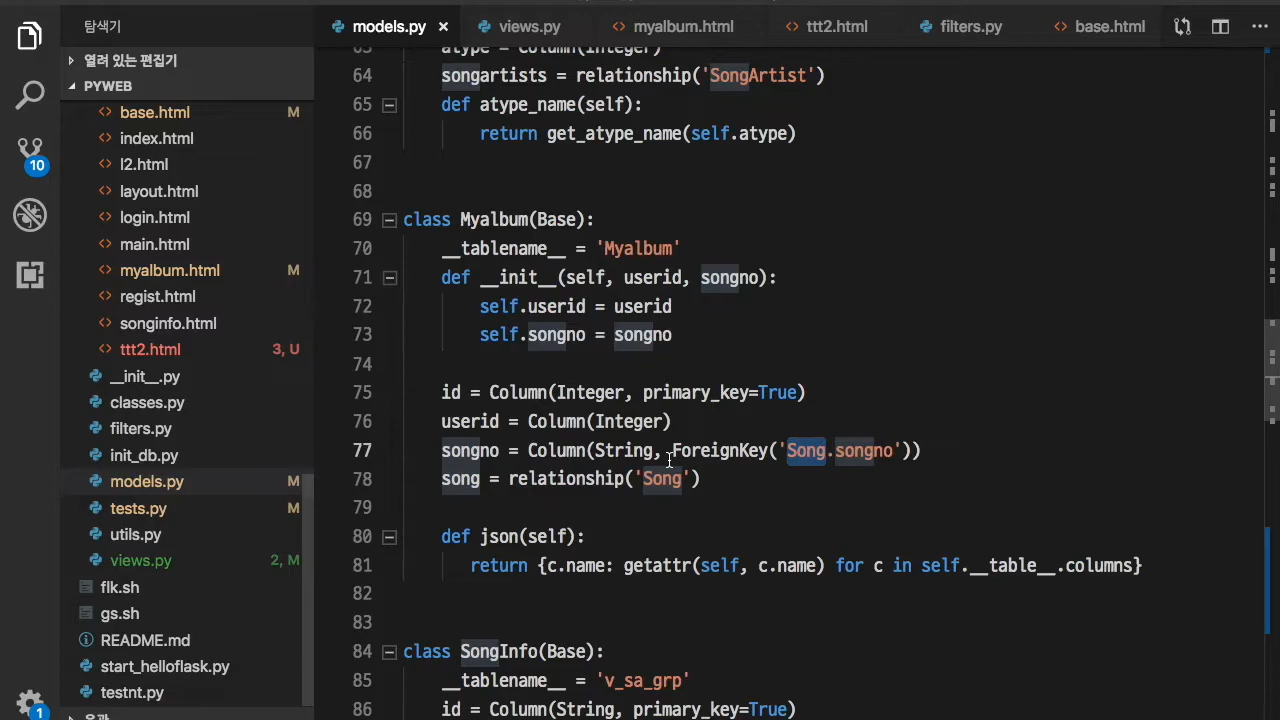 탐색기
models.py ×
views.py
myalbum.html
ttt2.html
filters.py
base.html
열려 있는 편집기
PYWEB
base.html M
index.html
l2.html
layout.html
login.html
main.html
myalbum.html M
regist.html
songinfo.html
ttt2.html 3, U
__init__.py
classes.py
filters.py
init_db.py
models.py M
tests.py M
utils.py
views.py 2, M
flk.sh
gs.sh
README.md
start_helloflask.py
testnt.py
10
1
63 atype = Column(Integer)
64 songartists = relationship('SongArtist')
65 def atype_name(self):
66 return get_atype_name(self.atype)
67
68
69 class Myalbum(Base):
70 __tablename__ = 'Myalbum'
71 def __init__(self, userid, songno):
72 self.userid = userid
73 self.songno = songno
74
75 id = Column(Integer, primary_key=True)
76 userid = Column(Integer)
77 songno = Column(String, ForeignKey('Song.songno'))
78 song = relationship('Song')
79
80 def json(self):
81 return {c.name: getattr(self, c.name) for c in self.__table__.columns}
82
83
84 class SongInfo(Base):
85 __tablename__ = 'v_sa_grp'
86 id = Column(String, primary_key=True)